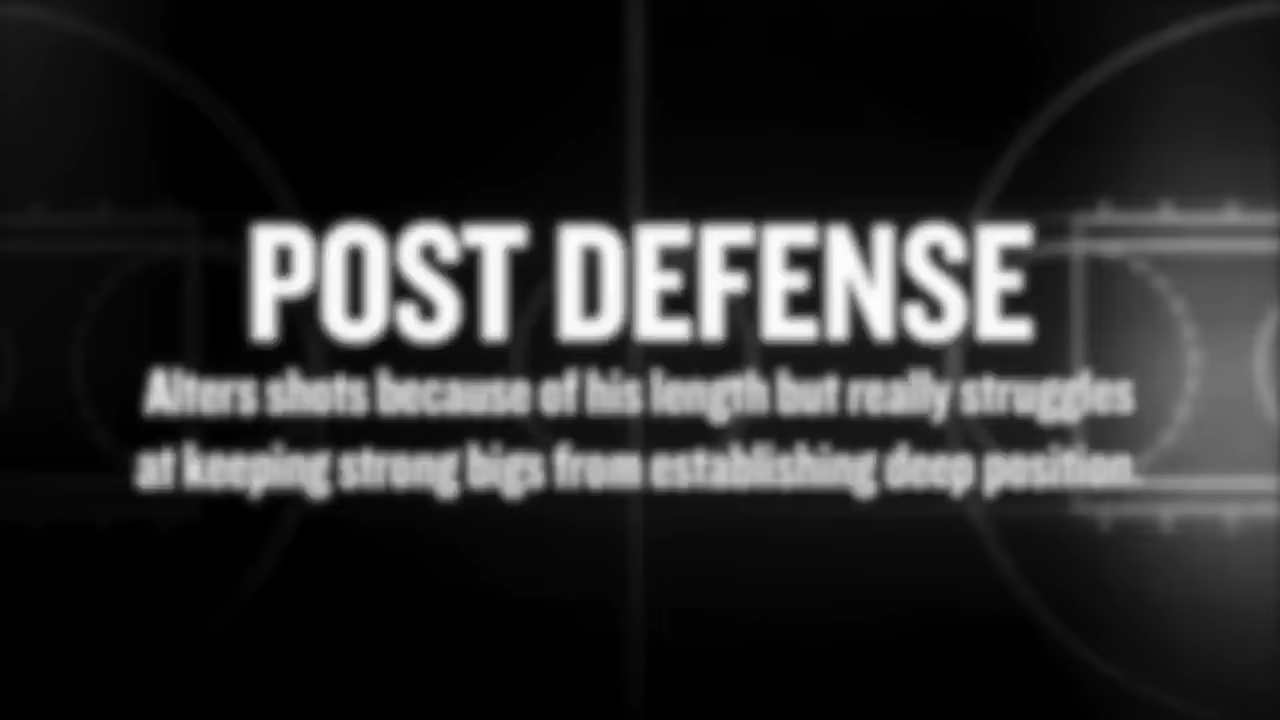 POST DEFENSE
Alters shots because of his length but really struggles
at keeping strong bigs from establishing deep position.